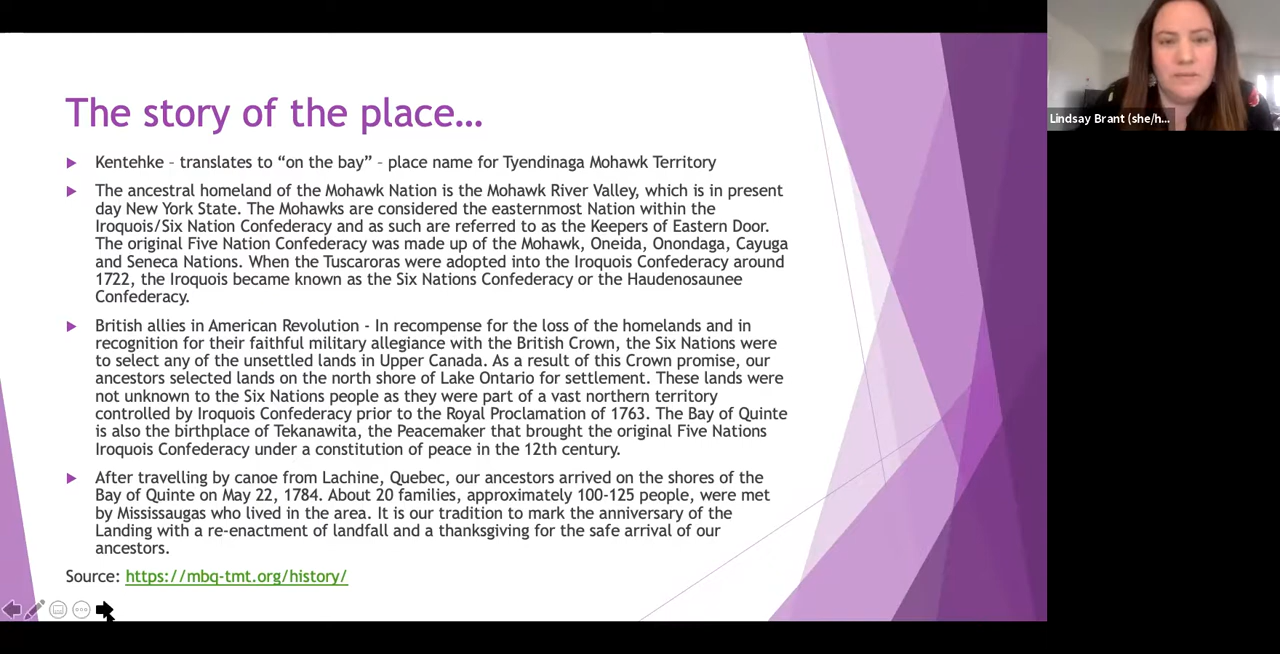 The story of the place...
Kentehke – translates to “on the bay” – place name for Tyendinaga Mohawk Territory
The ancestral homeland of the Mohawk Nation is the Mohawk River Valley, which is in present
day New York State. The Mohawks are considered the easternmost Nation within the
Iroquois/Six Nation Confederacy and as such are referred to as the Keepers of Eastern Door.
The original Five Nation Confederacy was made up of the Mohawk, Oneida, Onondaga, Cayuga
and Seneca Nations. When the Tuscaroras were adopted into the Iroquois Confederacy around
1722, the Iroquois became known as the Six Nations Confederacy or the Haudenosaunee
Confederacy.
British allies in American Revolution - In recompense for the loss of the homelands and in
recognition for their faithful military allegiance with the British Crown, the Six Nations were
to select any of the unsettled lands in Upper Canada. As a result of this Crown promise, our
ancestors selected lands on the north shore of Lake Ontario for settlement. These lands were
not unknown to the Six Nations people as they were part of a vast northern territory
controlled by Iroquois Confederacy prior to the Royal Proclamation of 1763. The Bay of Quinte
is also the birthplace of Tekanawita, the Peacemaker that brought the original Five Nations
Iroquois Confederacy under a constitution of peace in the 12th century.
After travelling by canoe from Lachine, Quebec, our ancestors arrived on the shores of the
Bay of Quinte on May 22, 1784. About 20 families, approximately 100-125 people, were met
by Mississaugas who lived in the area. It is our tradition to mark the anniversary of the
Landing with a re-enactment of landfall and a thanksgiving for the safe arrival of our
ancestors.
Source: https://mbq-tmt.org/history/
Lindsay Brant (she/h...